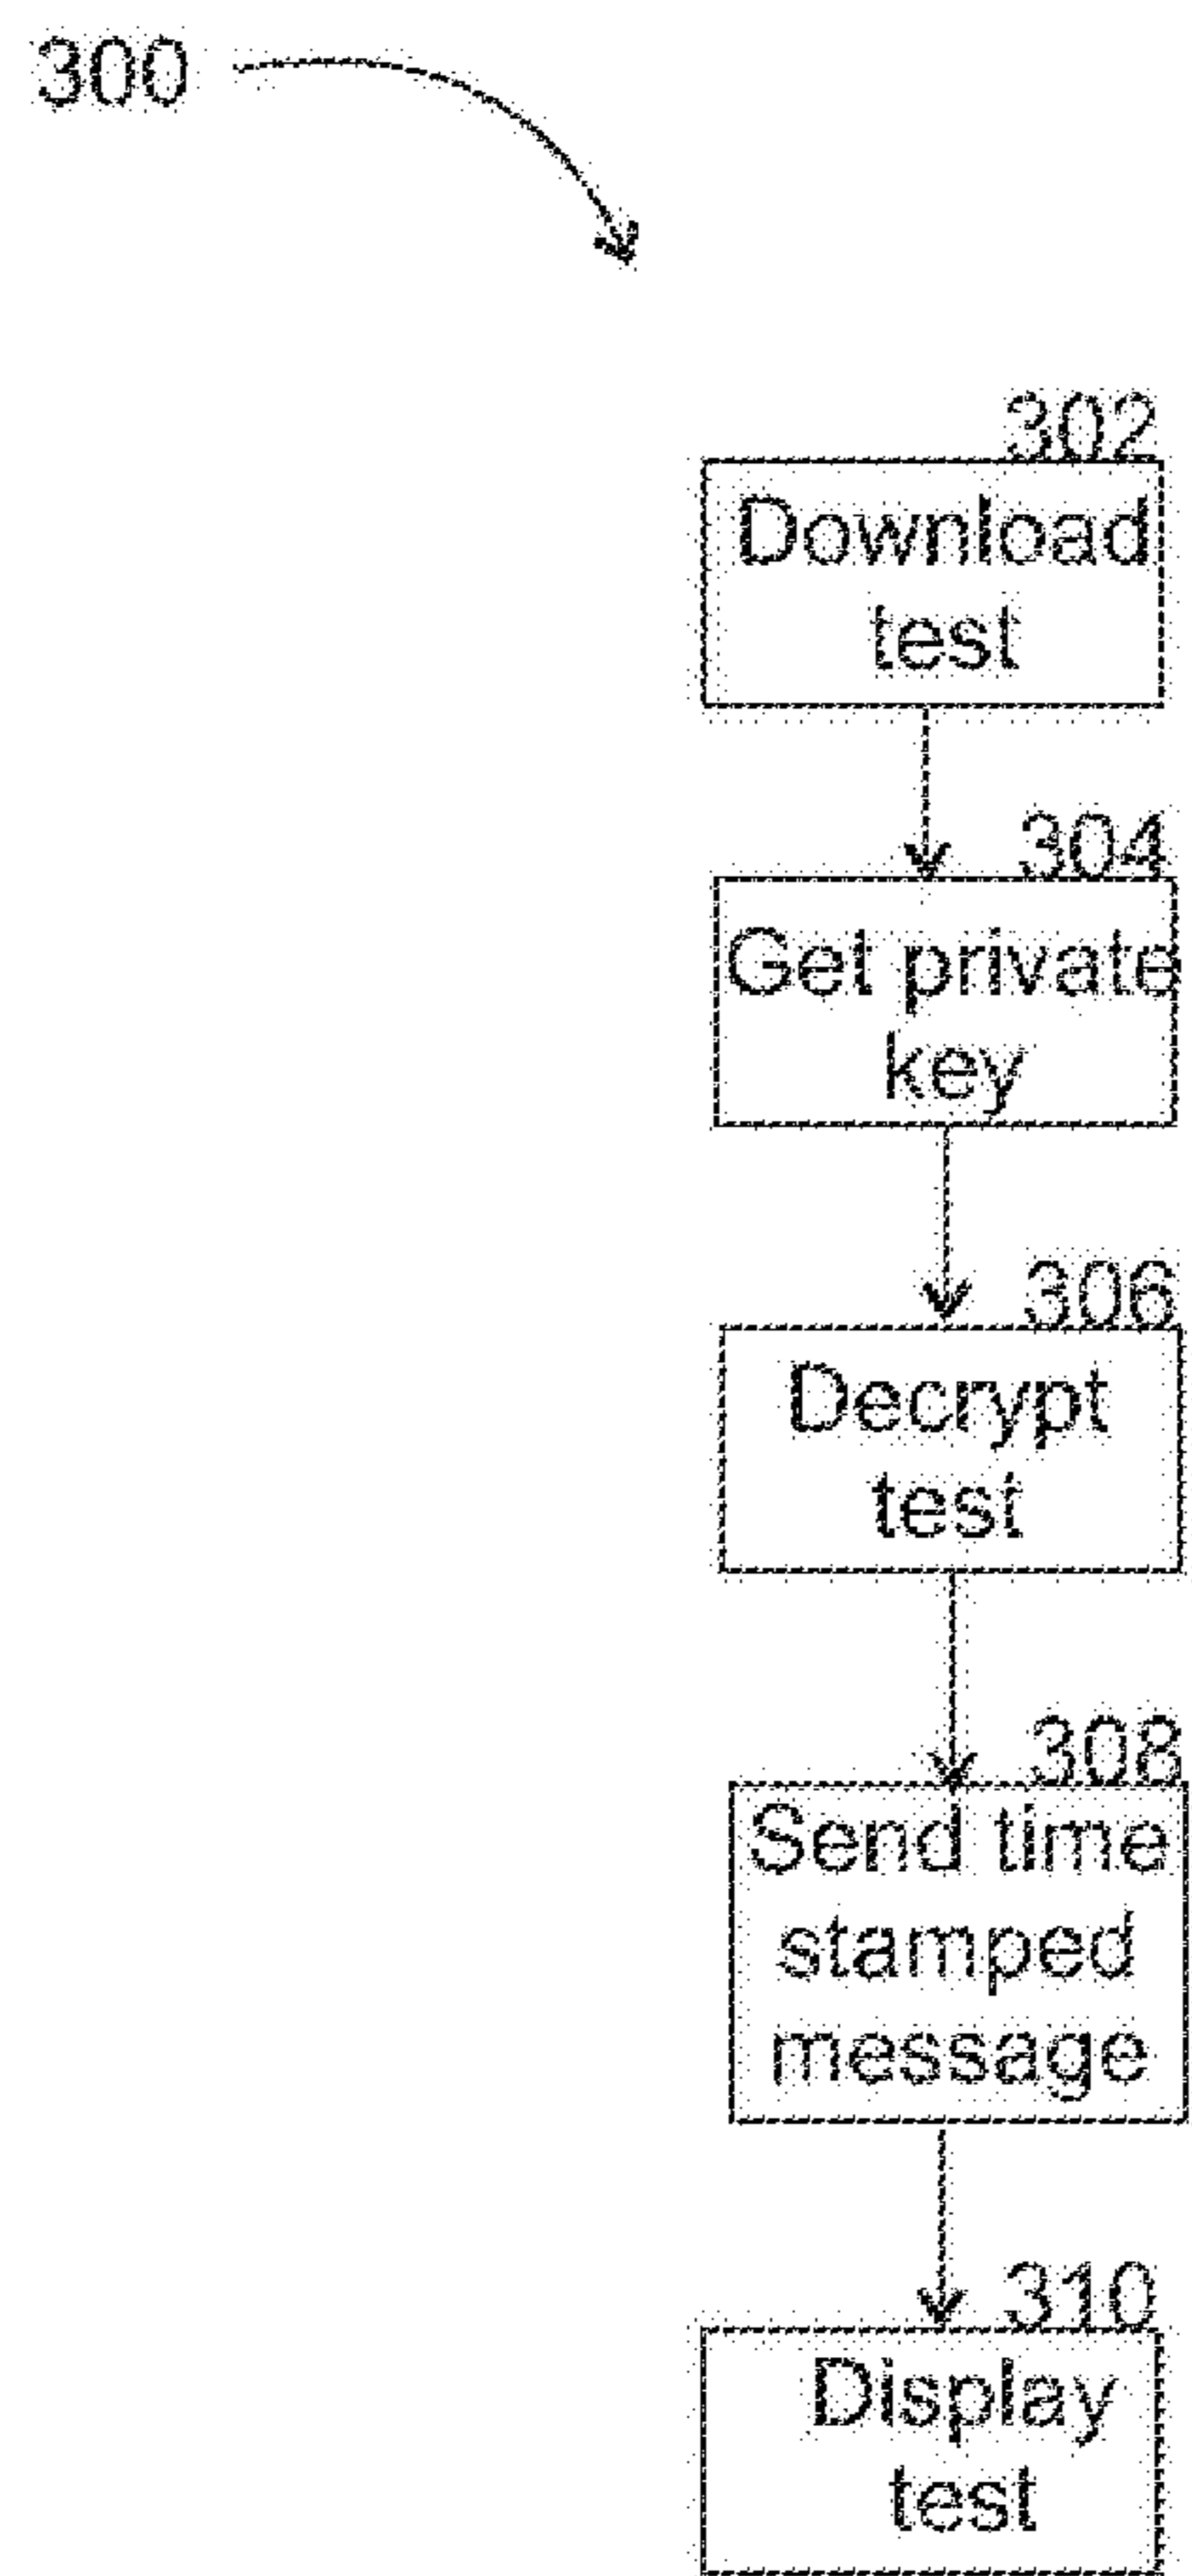 300
302
Download
test
304
Get private
key
306
Decrypt
test
308
Send time
stamped
message
310
Display
test